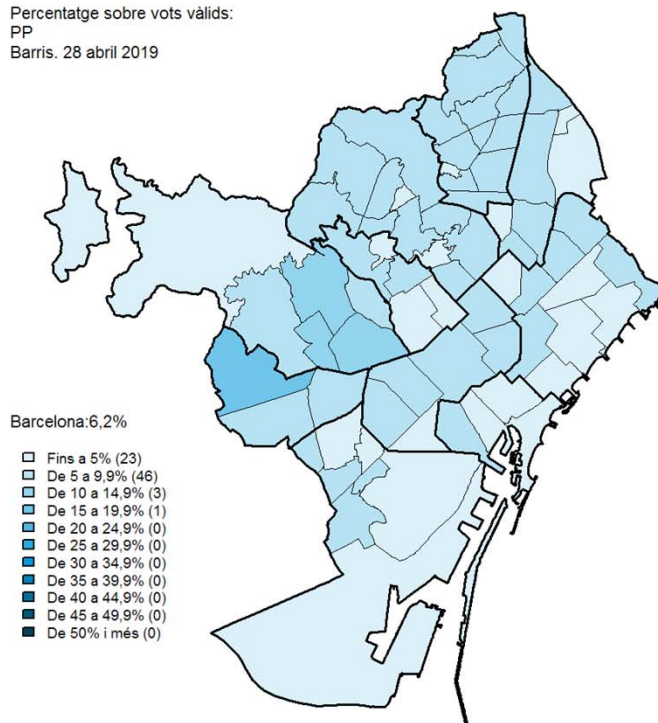 Percentatge sobre vots vàlids:
PP
Barris. 28 abril 2019
Barcelona:6,2%
Fins a 5% (23)
De 5 a 9,9% (46)
De 10 a 14,9% (3)
De 15 a 19,9% (1)
De 20 a 24,9% (0)
De 25 a 29,9% (0)
De 30 a 34,9% (0)
De 35 a 39,9% (0)
De 40 a 44,9% (0)
De 45 a 49,9% (0)
De 50% i més (0)